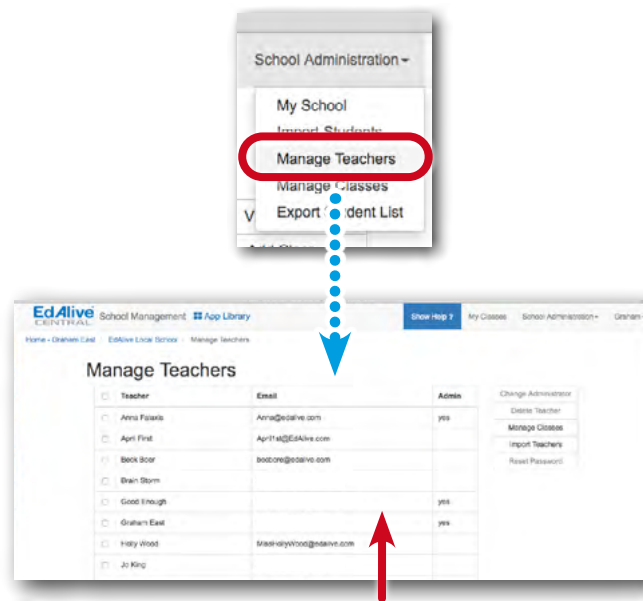 School Administration
My School
Import Students
Manage Teachers
Manage Classes
V
Export Student List
EdAlive CENTRAL School Management App Library Show Help ? My Classes School Administration Graham
Home - Graham East / EdAlive Local School / Manage Teachers
Manage Teachers
Teacher Email Admin
Anna Falaxis Anna@edalive.com yes
April First April1st@EdAlive.com
Beck Boer beoboro@edalive.com
Brain Storm
Good Enough yes
Graham East yes
Holly Wood MissHollyWood@edalive.com
Jo King
Change Administrator
Delete Teacher
Manage Classes
Import Teachers
Reset Password